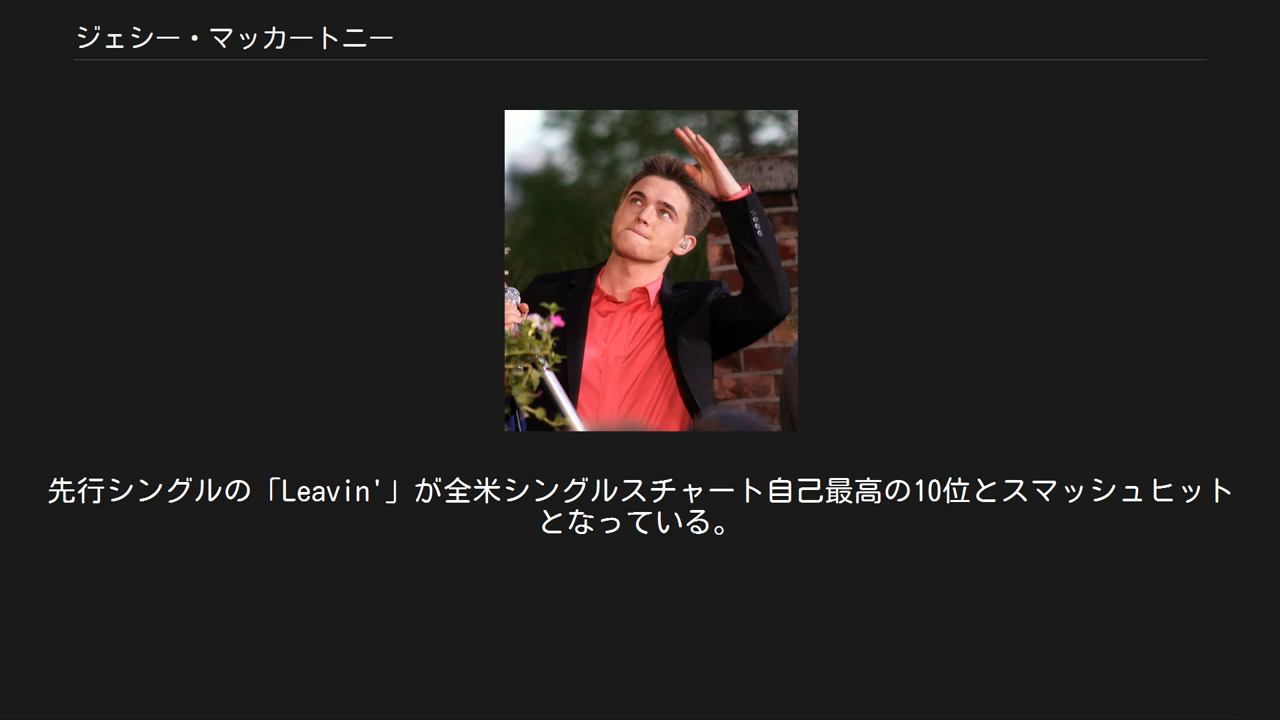 ジェシー・マッカートニー
先行シングルの「Leavin'」が全米シングルスチャート自己最高の10位とスマッシュヒット
となっている。